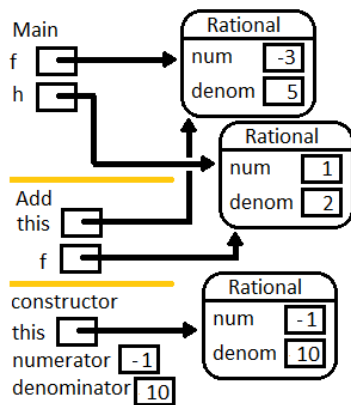 Main
f
h
Rational
num -3
denom 5
Rational
num 1
denom 2
Add
this
f
constructor
this
numerator -1
denominator 10
Rational
num -1
denom 10